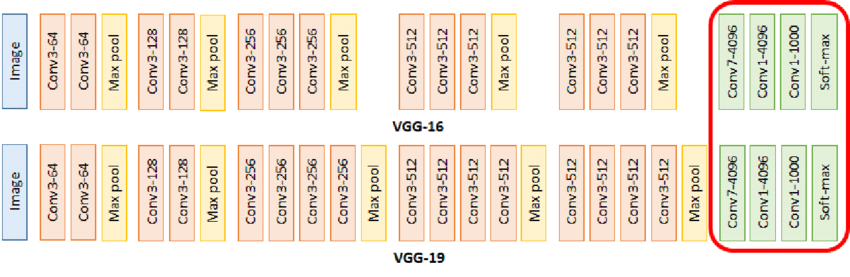 Image
Conv3-64
Conv3-64
Max pool
Conv3-128
Conv3-128
Max pool
Conv3-256
Conv3-256
Conv3-256
Max pool
Conv3-512
Conv3-512
Conv3-512
Max pool
Conv3-512
Conv3-512
Conv3-512
Max pool
Conv7-4096
Conv1-4096
Conv1-1000
Soft-max
VGG-16
Image
Conv3-64
Conv3-64
Max pool
Conv3-128
Conv3-128
Max pool
Conv3-256
Conv3-256
Conv3-256
Conv3-256
Max pool
Conv3-512
Conv3-512
Conv3-512
Conv3-512
Max pool
Conv3-512
Conv3-512
Conv3-512
Conv3-512
Max pool
Conv7-4096
Conv1-4096
Conv1-1000
Soft-max
VGG-19